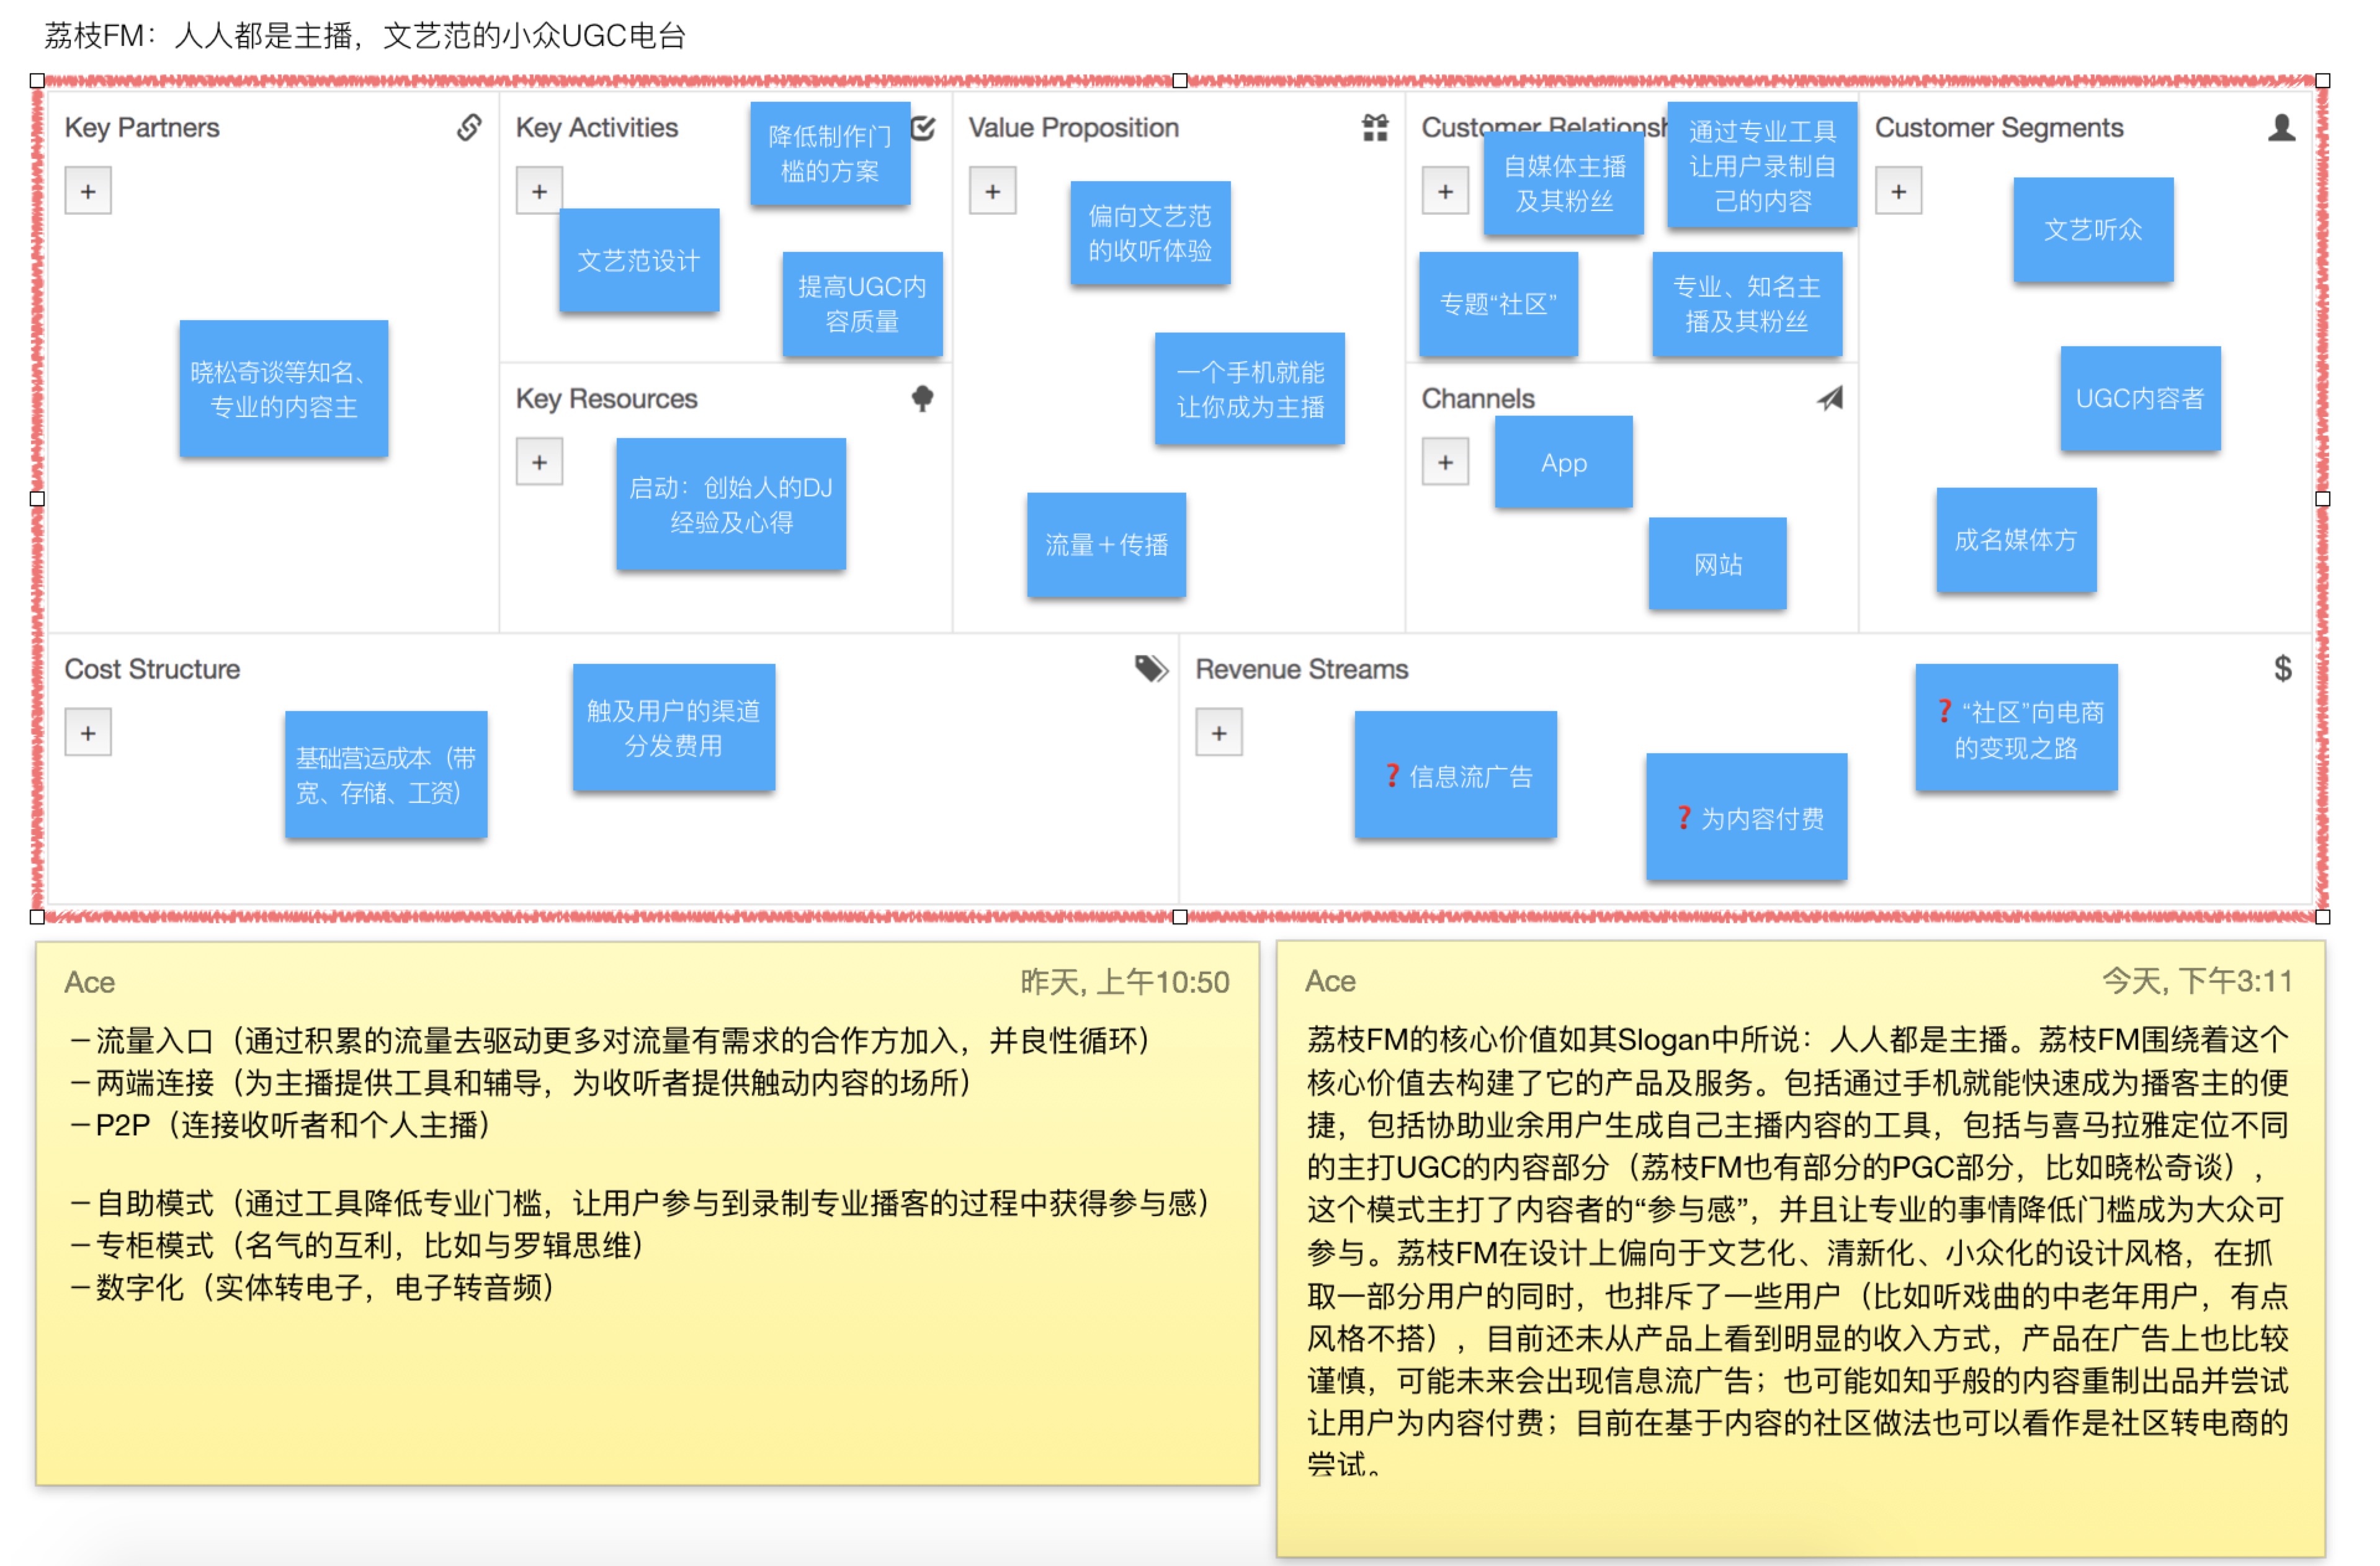 荔枝FM：人人都是主播，文艺范的小众UGC电台
Key Partners
+
晓松奇谈等知名、
专业的内容主
Key Activities
+
降低制作门
槛的方案
文艺范设计
提高UGC内
容质量
Key Resources
+
启动：创始人的DJ
经验及心得
Value Proposition
+
偏向文艺范
的收听体验
一个手机就能
让你成为主播
流量＋传播
Customer Relationsh
+
自媒体主播
及其粉丝
通过专业工具
让用户录制自
己的内容
专题“社区”
专业、知名主
播及其粉丝
Channels
+
App
网站
Customer Segments
+
文艺听众
UGC内容者
成名媒体方
Cost Structure
+
基础营运成本（带
宽、存储、工资）
触及用户的渠道
分发费用
Revenue Streams
$
+
❓信息流广告
❓为内容付费
❓“社区”向电商
的变现之路
Ace
昨天, 上午10:50
－流量入口（通过积累的流量去驱动更多对流量有需求的合作方加入，并良性循环）
－两端连接（为主播提供工具和辅导，为收听者提供触动内容的场所）
－P2P（连接收听者和个人主播）
－自助模式（通过工具降低专业门槛，让用户参与到录制专业播客的过程中获得参与感）
－专柜模式（名气的互利，比如与罗辑思维）
－数字化（实体转电子，电子转音频）
Ace
今天, 下午3:11
荔枝FM的核心价值如其Slogan中所说：人人都是主播。荔枝FM围绕着这个
核心价值去构建了它的产品及服务。包括通过手机就能快速成为播客主的便
捷，包括协助业余用户生成自己主播内容的工具，包括与喜马拉雅定位不同
的主打UGC的内容部分（荔枝FM也有部分的PGC部分，比如晓松奇谈），
这个模式主打了内容者的“参与感”，并且让专业的事情降低门槛成为大众可
参与。荔枝FM在设计上偏向于文艺化、清新化、小众化的设计风格，在抓
取一部分用户的同时，也排斥了一些用户（比如听戏曲的中老年用户，有点
风格不搭），目前还未从产品上看到明显的收入方式，产品在广告上也比较
谨慎，可能未来会出现信息流广告；也可能如知乎般的内容重制出品并尝试
让用户为内容付费；目前在基于内容的社区做法也可以看作是社区转电商的
尝试。